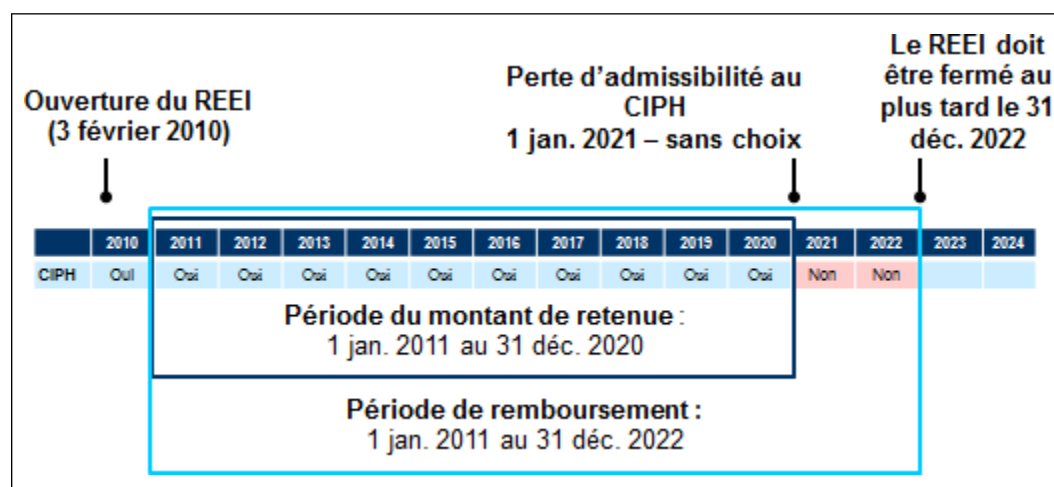 Ouverture du REEI
(3 février 2010)
Perte d'admissibilité au
CIPH
1 jan. 2021 – sans choix
Le REEI doit
être fermé au
plus tard le 31
déc. 2022
2010 2011 2012 2013 2014 2015 2016 2017 2018 2019 2020 2021 2022 2023 2024
CIPH Oui Oui Oui Oui Oui Oui Oui Oui Oui Oui Oui Non Non
Période du montant de retenue :
1 jan. 2011 au 31 déc. 2020
Période de remboursement :
1 jan. 2011 au 31 déc. 2022